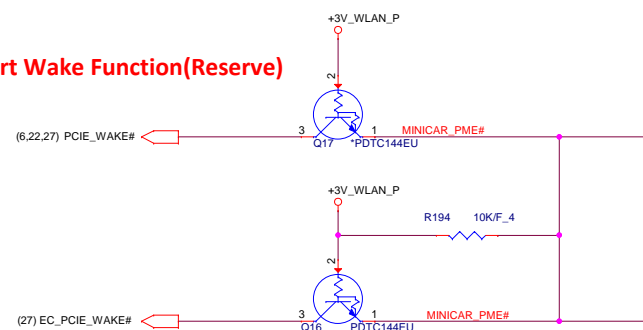 +3V_WLAN_P
rt Wake Function(Reserve)
2
(6,22,27) PCIE_WAKE#
3
1
MINICAR_PME#
Q17
*PDTC144EU
+3V_WLAN_P
R194
10K/F_4
2
(27) EC_PCIE_WAKE#
3
1
MINICAR_PME#
Q16
PDTC144EU